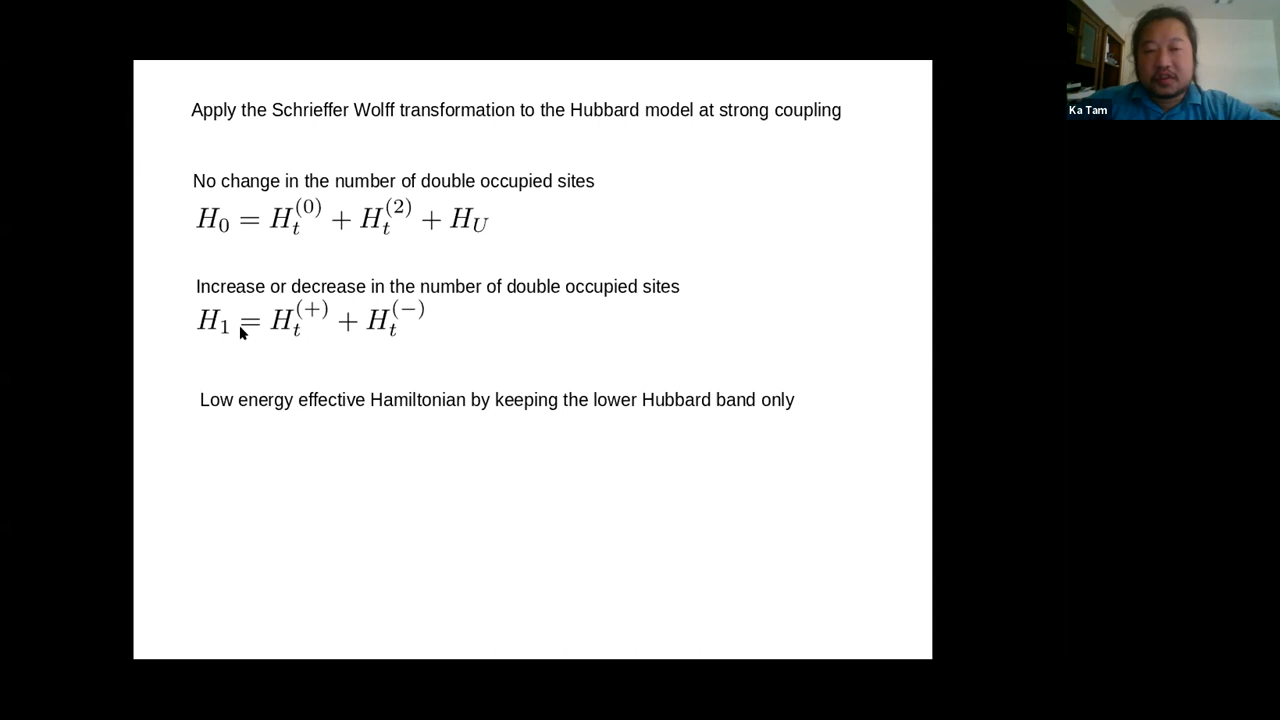 Apply the Schrieffer Wolff transformation to the Hubbard model at strong coupling
No change in the number of double occupied sites
$H_0 = H_t^{(0)} + H_t^{(2)} + H_U$
Increase or decrease in the number of double occupied sites
$H_1 = H_t^{(+)} + H_t^{(-)}$
Low energy effective Hamiltonian by keeping the lower Hubbard band only
Ka Tam